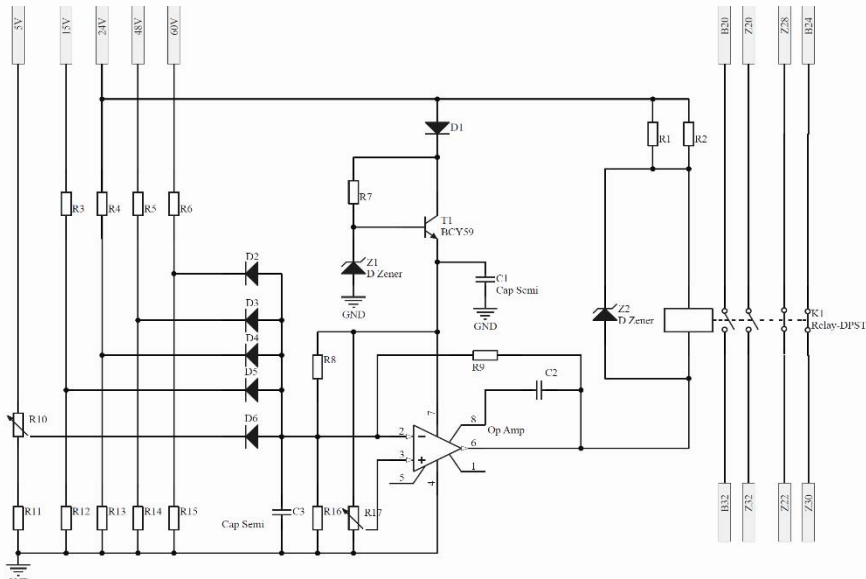 5V
15V
24V
48V
60V
B20
Z20
Z28
B24
D1
R1
R2
R7
T1
BCY59
R3
R4
R5
R6
D2
Z1
D Zener
GND
C1
Cap Semi
GND
D3
Z2
D Zener
K1
Relay-DPST
D4
R8
R9
C2
D5
R10
D6
7
8
Op Amp
2
6
3
1
5
4
R11
R12
R13
R14
R15
C3
Cap Semi
R16
R17
B32
Z32
Z22
Z30